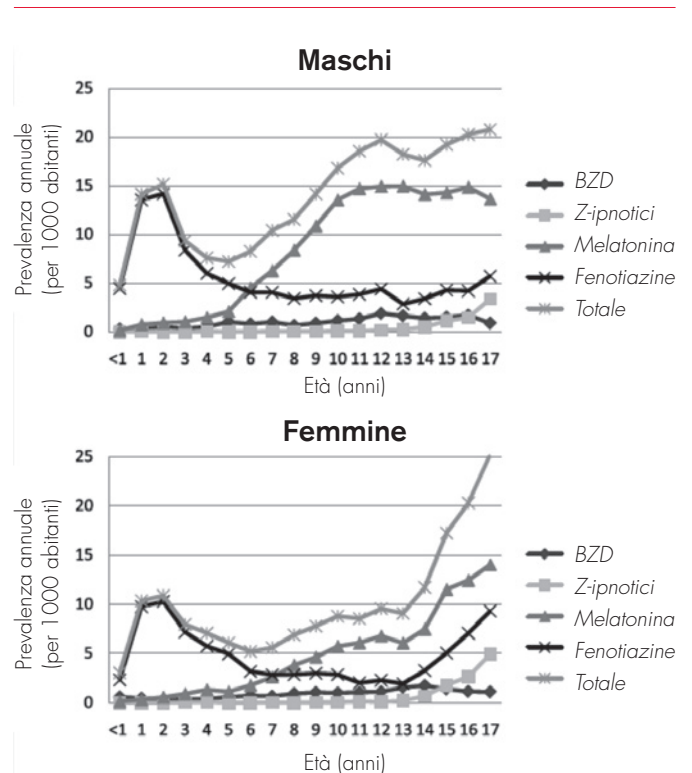 Maschi
Prevalenza annuale
(per 1000 abitanti)
25
20
15
10
5
0
<1 1 2 3 4 5 6 7 8 9 10 11 12 13 14 15 16 17
Età (anni)
BZD
Z-ipnotici
Melatonina
Fenotiazine
Totale
Femmine
Prevalenza annuale
(per 1000 abitanti)
25
20
15
10
5
0
<1 1 2 3 4 5 6 7 8 9 10 11 12 13 14 15 16 17
Età (anni)
BZD
Z-ipnotici
Melatonina
Fenotiazine
Totale